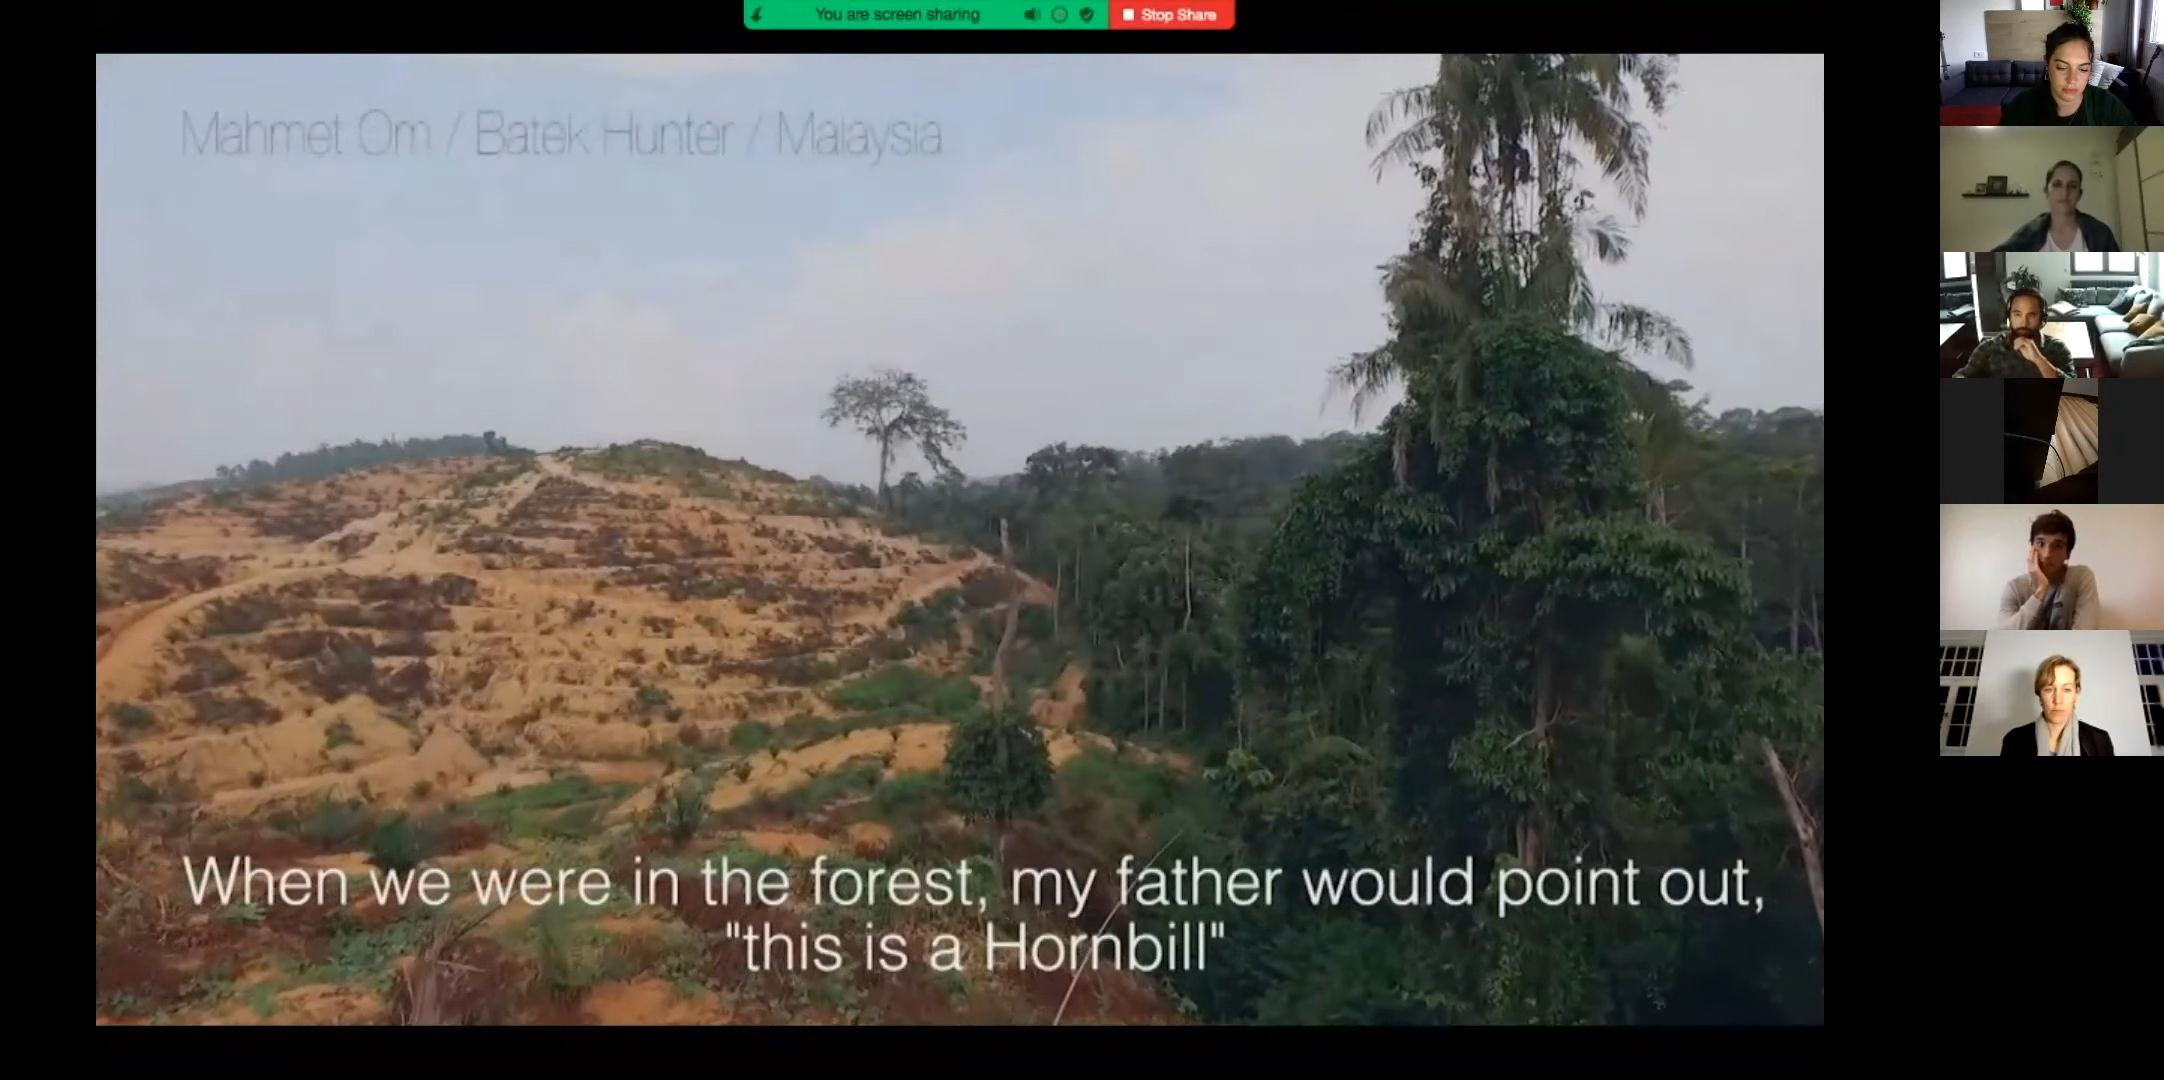 You are screen sharing
Stop Share
Mahmet Om / Batek Hunter / Malaysia
When we were in the forest, my father would point out,
"this is a Hornbill"